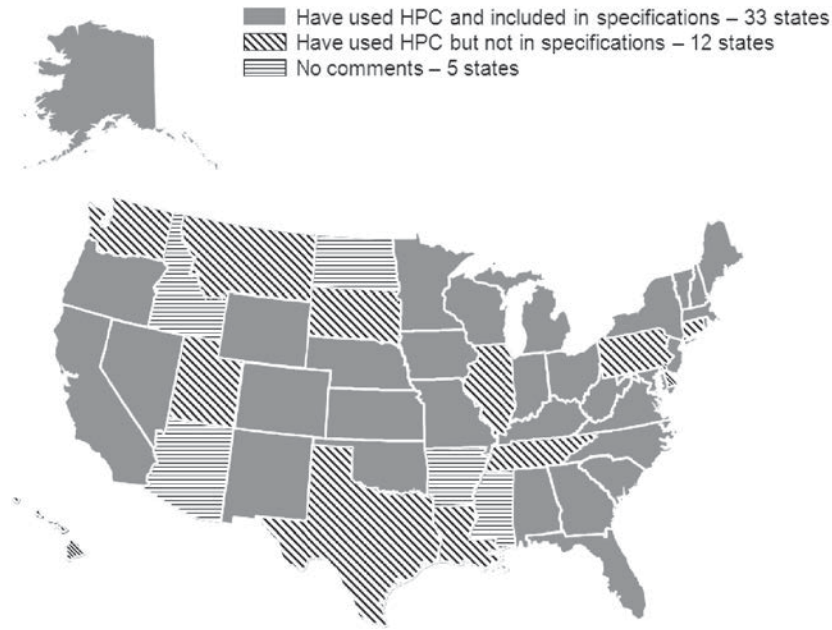 Have used HPC and included in specifications – 33 states
Have used HPC but not in specifications – 12 states
No comments – 5 states